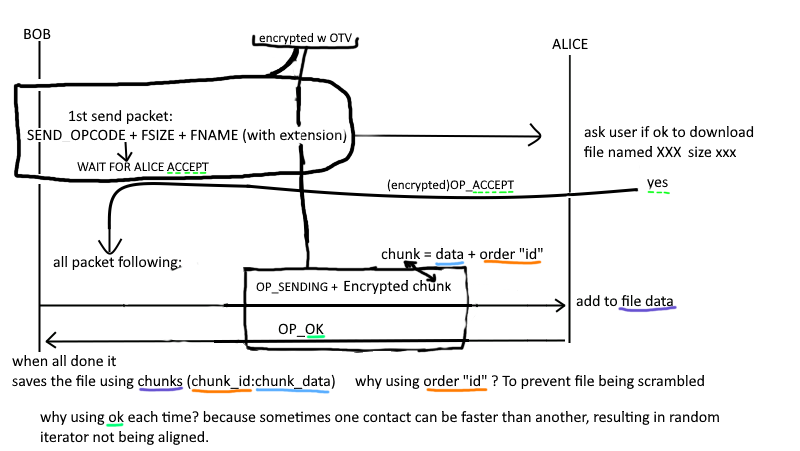 BOB
encrypted w OTV
ALICE
1st send packet:
SEND_OPCODE + FSIZE + FNAME (with extension)
WAIT FOR ALICE ACCEPT
ask user if ok to download
file named XXX size xxx
(encrypted)OP_ACCEPT
yes
all packet following:
chunk = data + order "id"
OP_SENDING + Encrypted chunk
add to file data
OP_OK
when all done it
saves the file using chunks (chunk_id:chunk_data)
why using order "id" ? To prevent file being scrambled
why using ok each time? because sometimes one contact can be faster than another, resulting in random
iterator not being aligned.